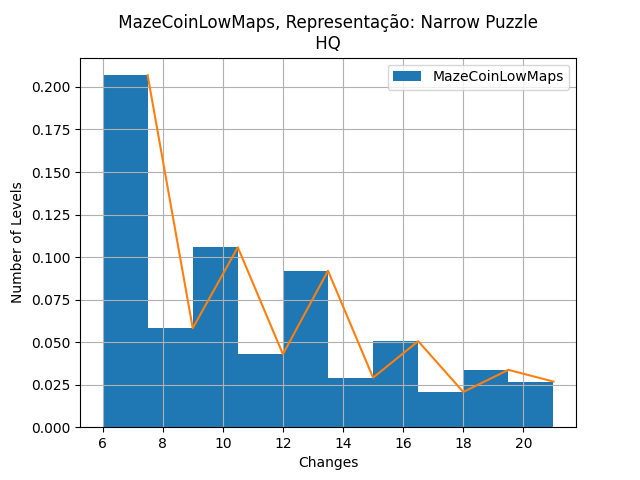 MazeCoinLowMaps, Representação: Narrow Puzzle
HQ
MazeCoinLowMaps
Number of Levels
0.200
0.175
0.150
0.125
0.100
0.075
0.050
0.025
0.000
6 8 10 12 14 16 18 20
Changes